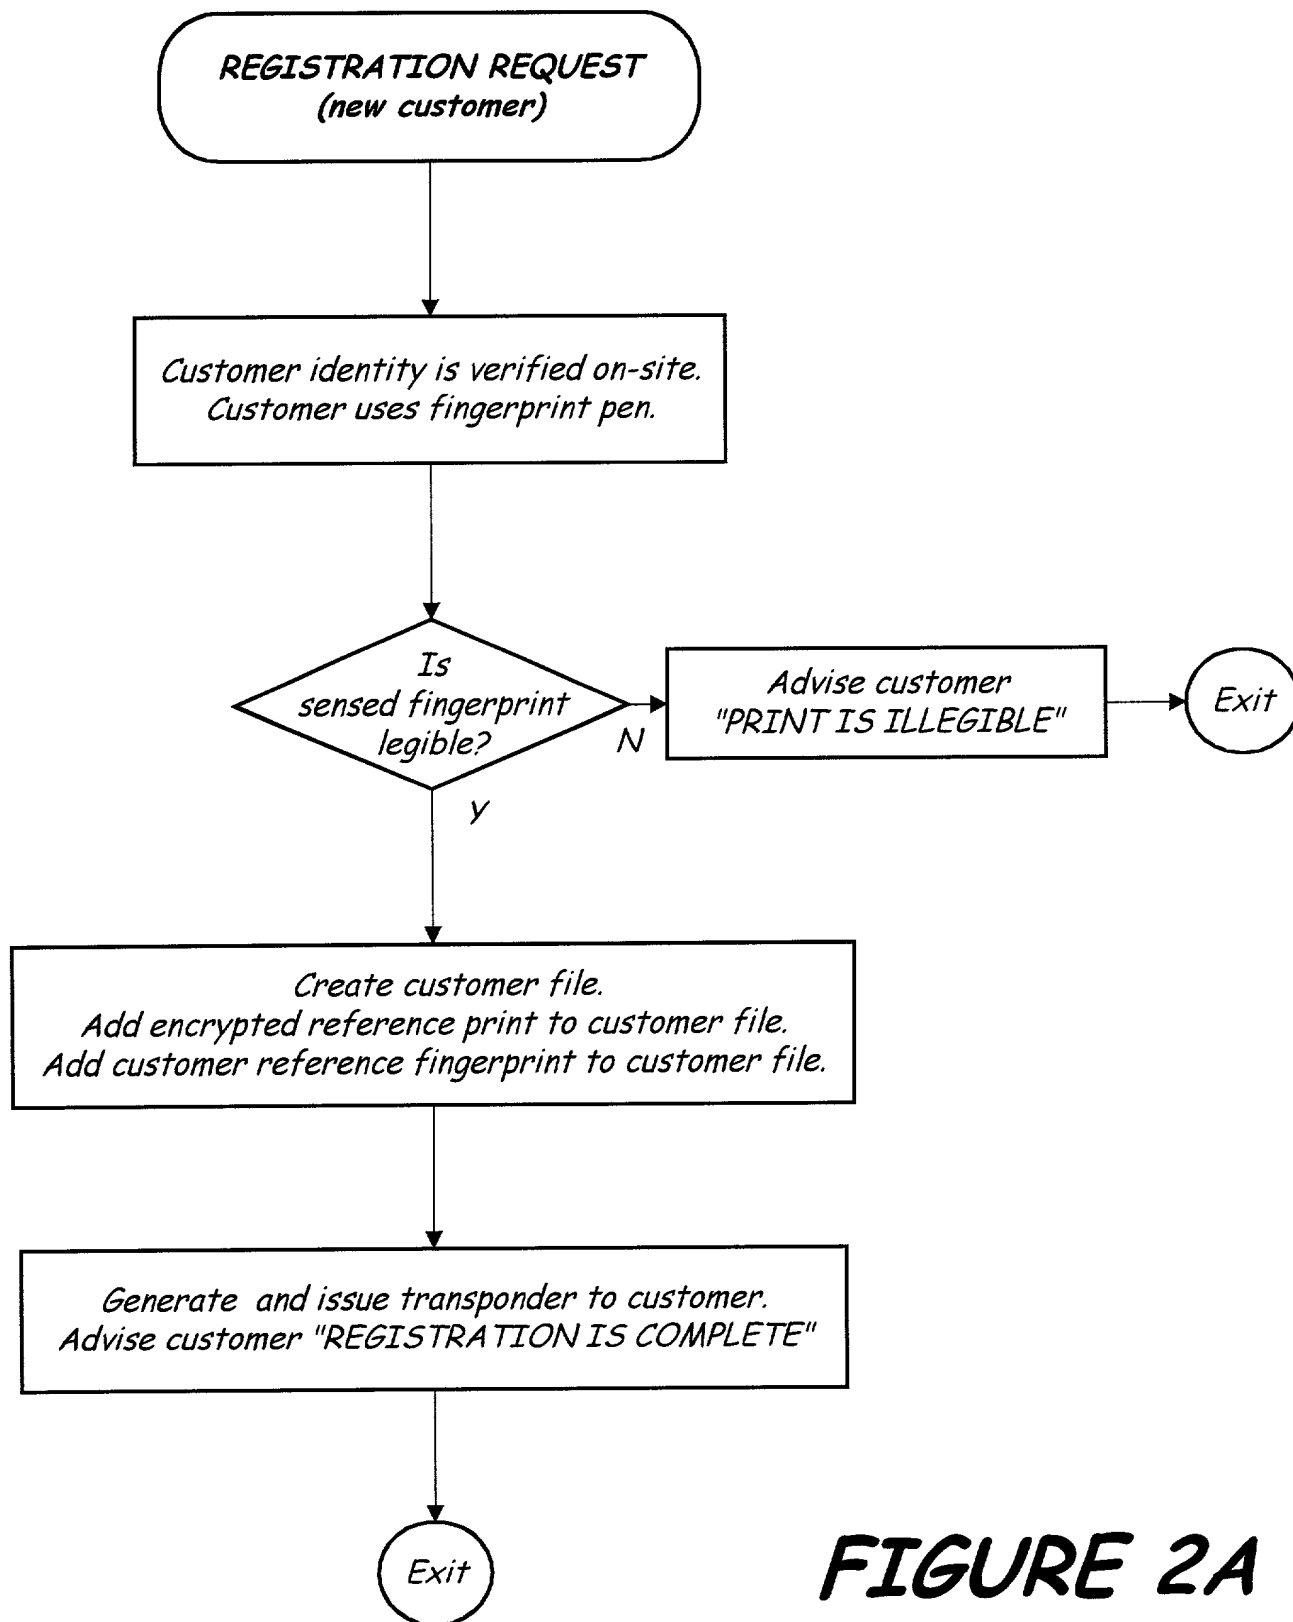 REGISTRATION REQUEST
(new customer)
Customer identity is verified on-site.
Customer uses fingerprint pen.
Is
sensed fingerprint
legible?
N
Advise customer
"PRINT IS ILLEGIBLE"
Exit
Y
Create customer file.
Add encrypted reference print to customer file.
Add customer reference fingerprint to customer file.
Generate and issue transponder to customer.
Advise customer "REGISTRATION IS COMPLETE"
Exit
FIGURE 2A